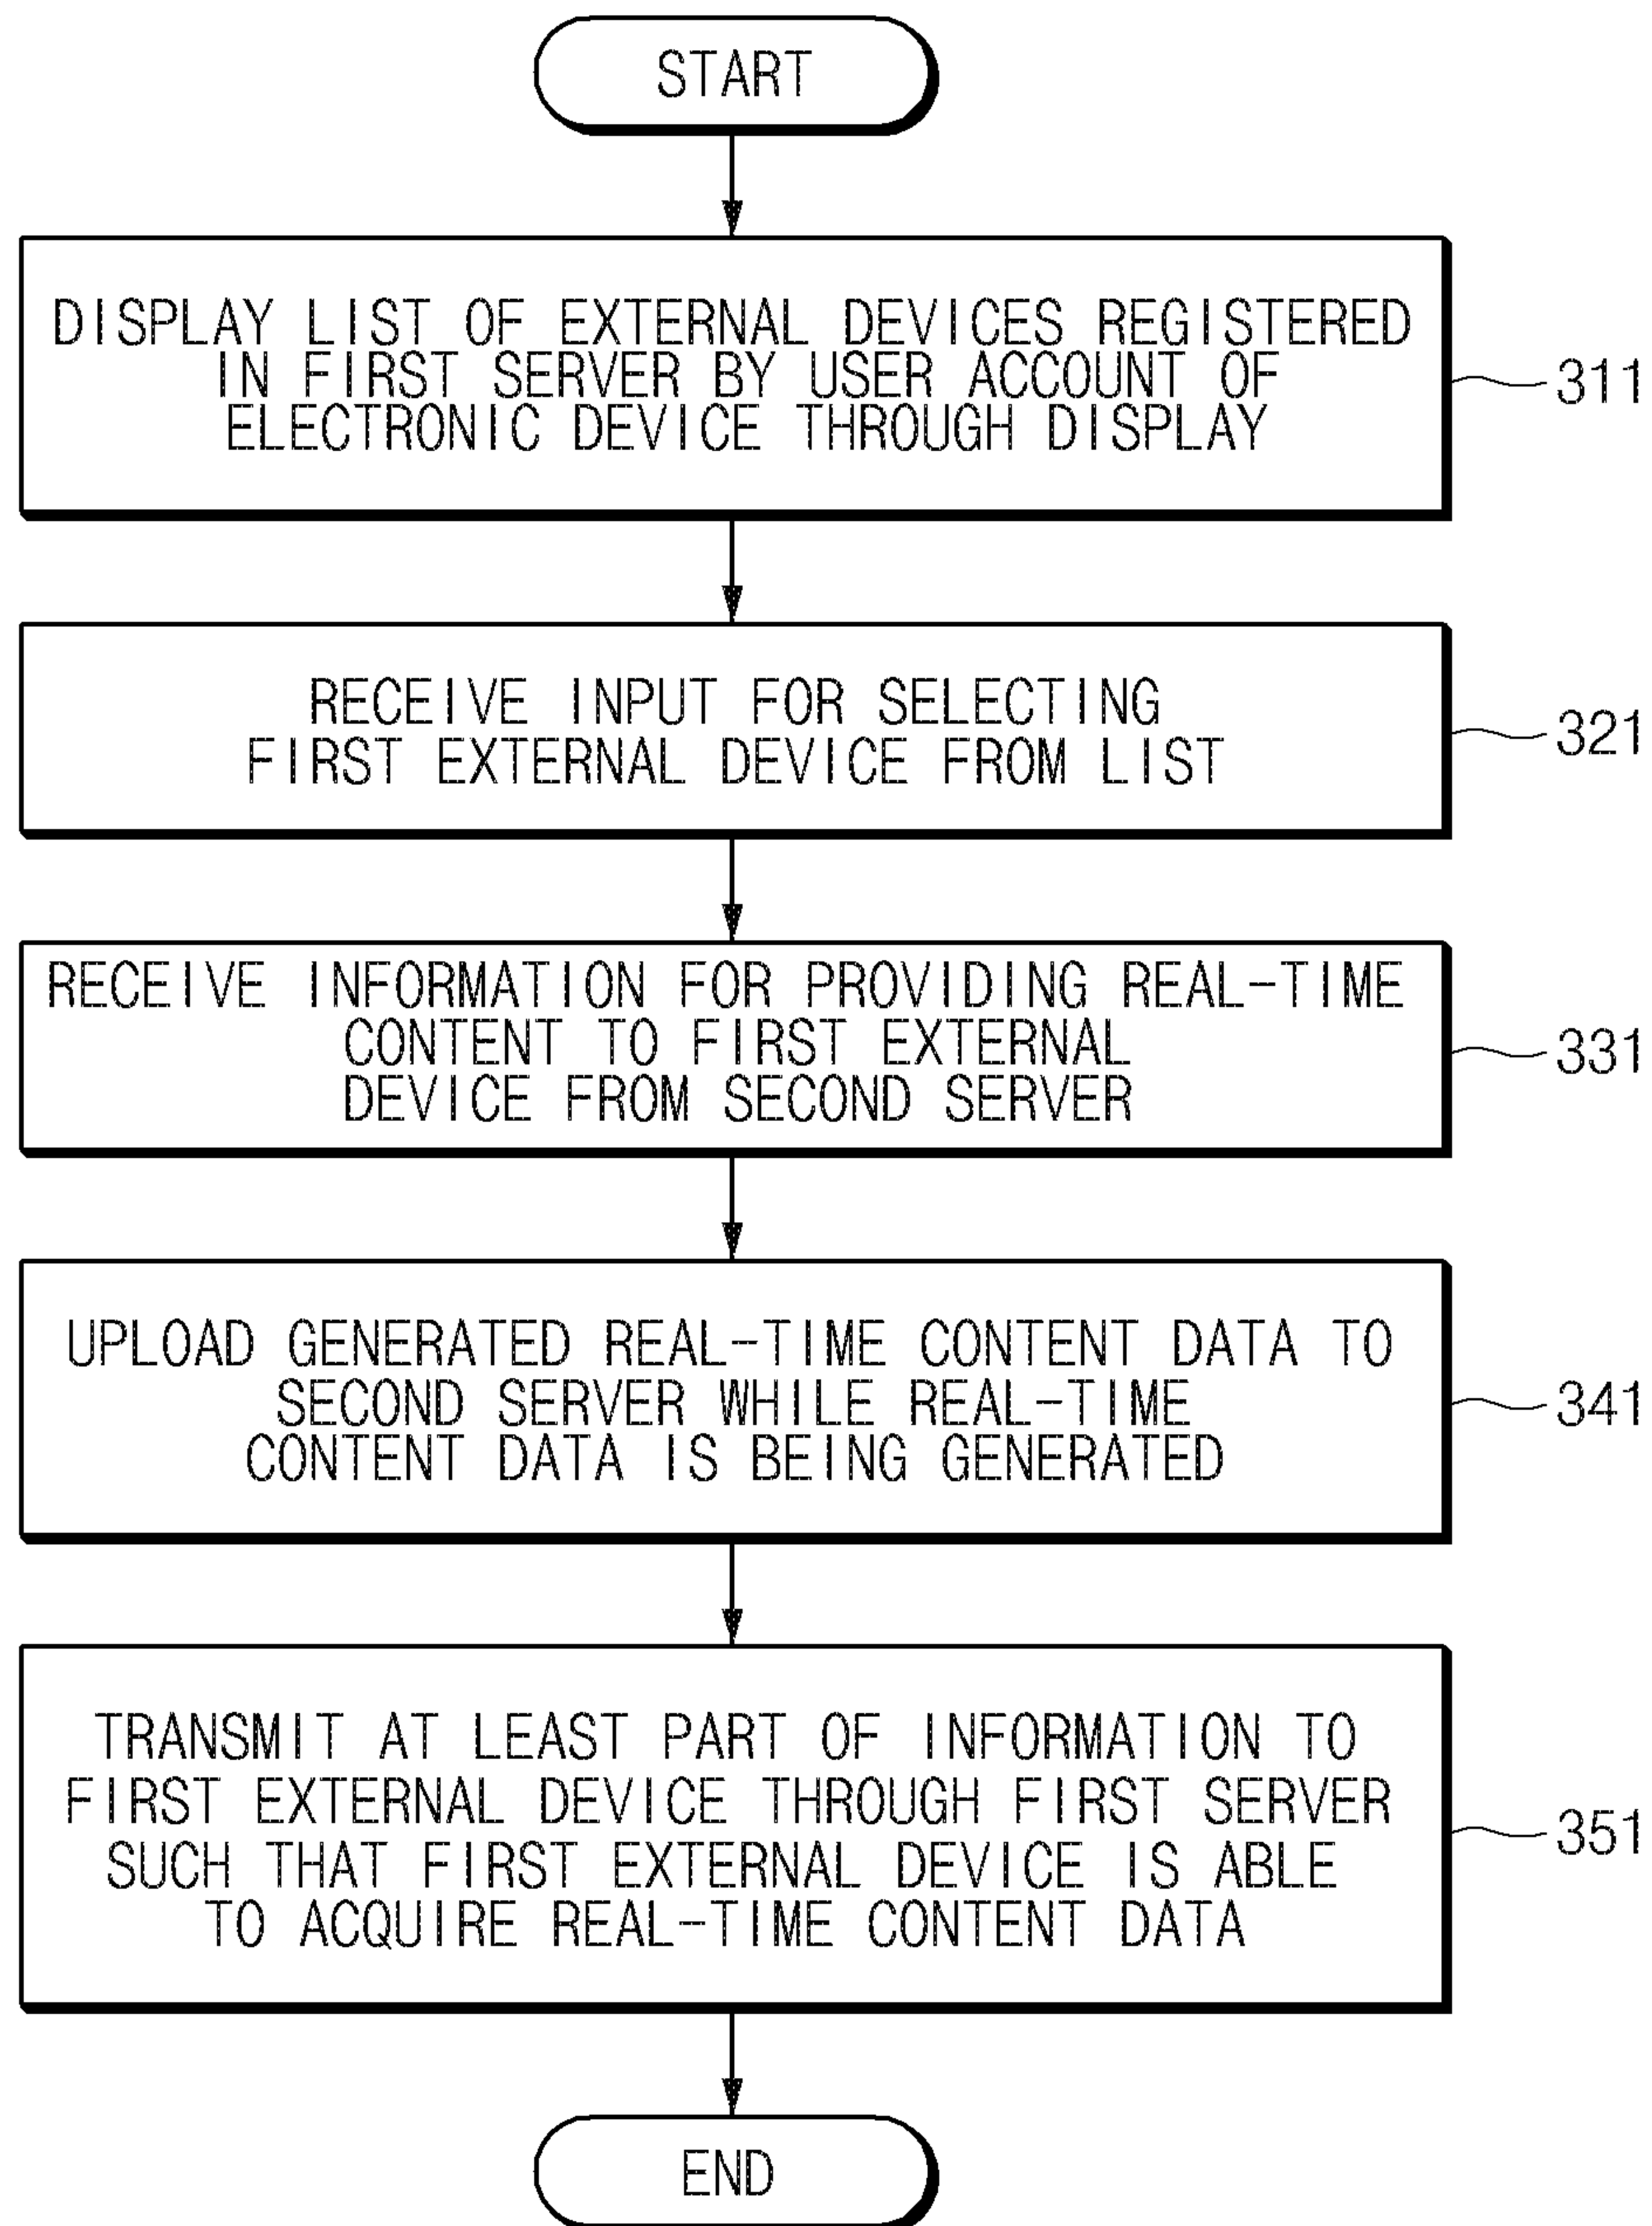 START
DISPLAY LIST OF EXTERNAL DEVICES REGISTERED
IN FIRST SERVER BY USER ACCOUNT OF
ELECTRONIC DEVICE THROUGH DISPLAY
311
RECEIVE INPUT FOR SELECTING
FIRST EXTERNAL DEVICE FROM LIST
321
RECEIVE INFORMATION FOR PROVIDING REAL-TIME
CONTENT TO FIRST EXTERNAL
DEVICE FROM SECOND SERVER
331
UPLOAD GENERATED REAL-TIME CONTENT DATA TO
SECOND SERVER WHILE REAL-TIME
CONTENT DATA IS BEING GENERATED
341
TRANSMIT AT LEAST PART OF INFORMATION TO
FIRST EXTERNAL DEVICE THROUGH FIRST SERVER
SUCH THAT FIRST EXTERNAL DEVICE IS ABLE
TO ACQUIRE REAL-TIME CONTENT DATA
351
END